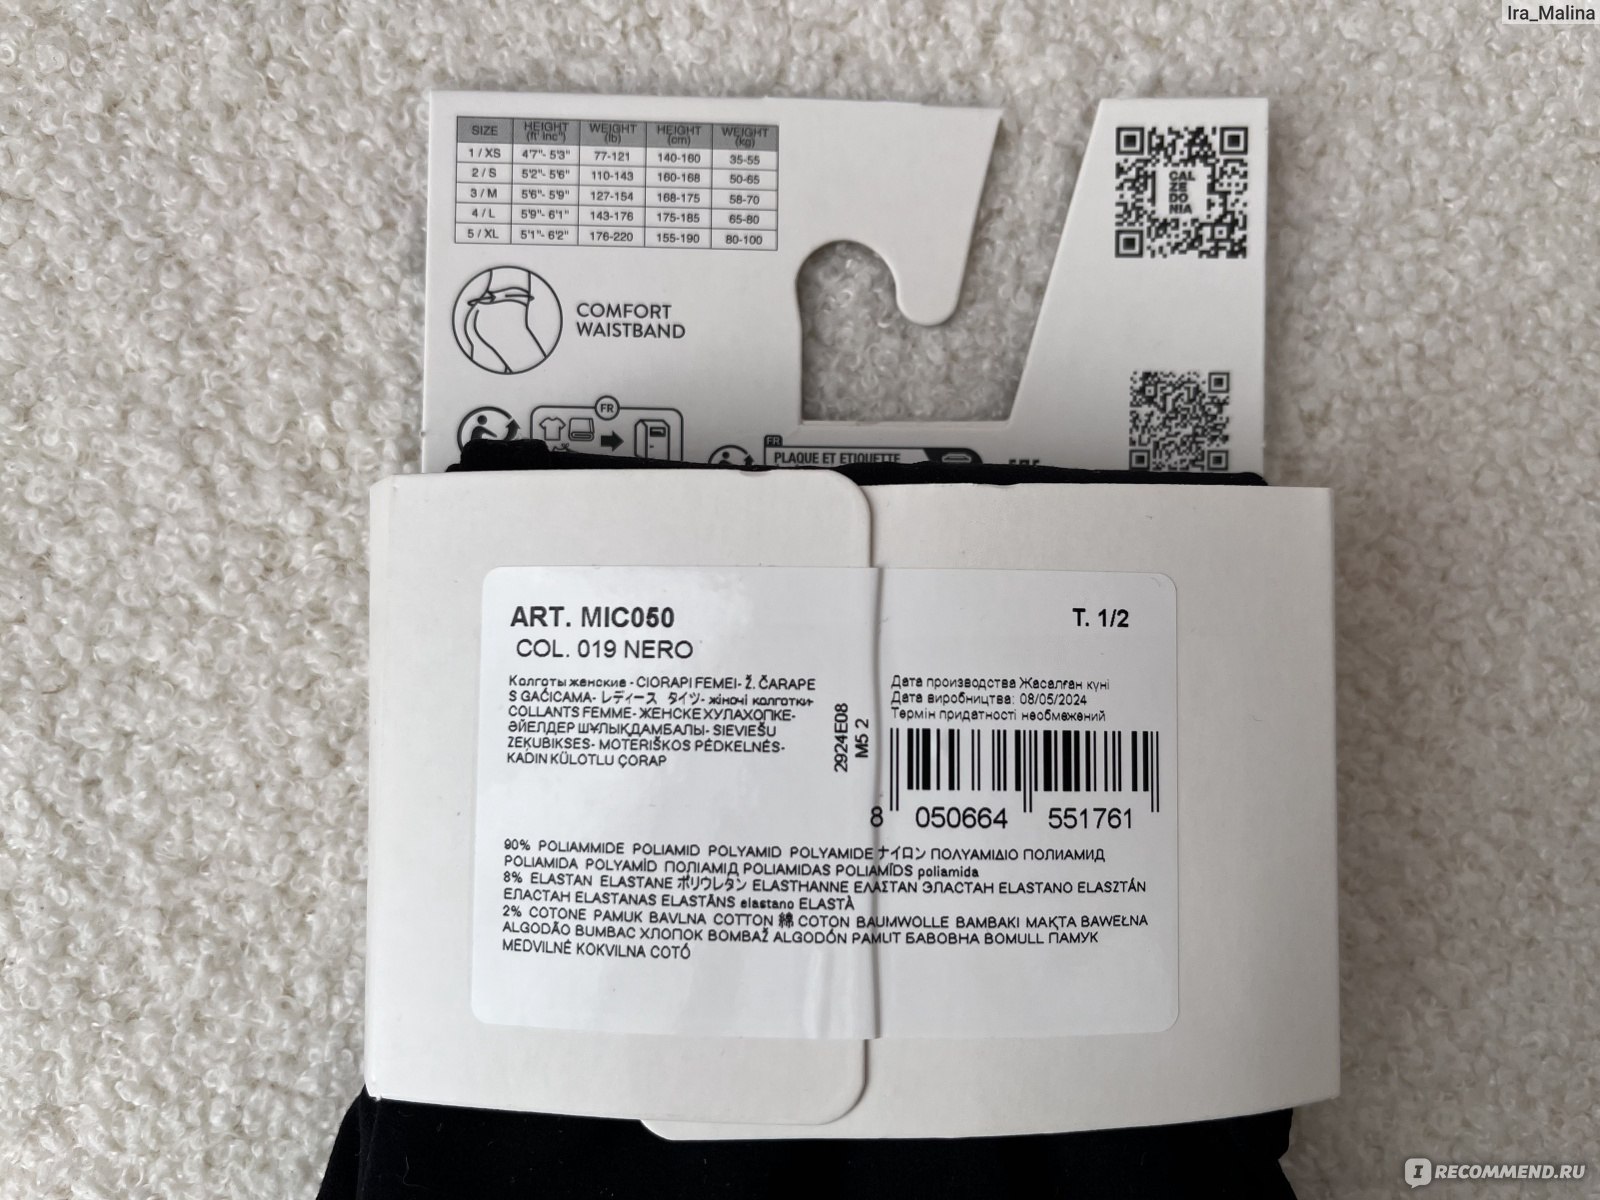 Ira_Malina
SIZE HEIGHT (ft' inc") WEIGHT (lb) HEIGHT (cm) WEIGHT (kg)
1 / XS 4'7"- 5'3" 77-121 140-160 35-55
2 / S 5'2"- 5'6" 110-143 160-168 50-65
3 / M 5'6"- 5'9" 127-154 168-175 58-70
4 / L 5'9"- 6'1" 143-176 175-185 65-80
5 / XL 5'1"- 6'2" 176-220 155-190 80-100
CAL
ZE
DO
NIA
COMFORT
WAISTBAND
FR
FR
PLAQUE ET ETIQUETTE
ART. MIC050
T. 1/2
COL. 019 NERO
Колготы женские - CIORAPI FEMEI- Ž. ČARAPE
S GAĆICAMA- レディース タイツ- жіночі колготки-
COLLANTS FEMME- ЖЕНСКЕ ХУЛАХОПКЕ-
ӘЙЕЛДЕР ШҰЛЫҚДАМБАЛЫ- SIEVIEŠU
ZEĶUBIKSES- MOTERIŠKOS PĖDKELNĖS-
KADIN KÜLOTLU ÇORAP
2924E08
M5 2
Дата производства Жасалған күні
Дата виробництва: 08/05/2024
Термін придатності необмежений
8 050664 551761
90% POLIAMMIDE POLIAMID POLYAMID POLYAMIDE ナイロン ΠΟΛΥΑΜΙΔΙΟ ПОЛИАМИД
POLIAMIDA POLYAMÍD ПОЛІАМІД POLIAMIDAS POLIAMĪDS poliamida
8% ELASTAN ELASTANE ポリウレタン ELASTHANNE ΕΛΑΣΤΑΝ ЭЛАСТАН ELASTANO ELASZTÁN
ЕЛАСТАН ELASTANAS ELASTĀNS elastano ELASTÀ
2% COTONE PAMUK BAVLNA COTTON 綿 COTON BAUMWOLLE BAMBAKI МАҚТА BAWEŁNA
ALGODÃO BUMBAC ХЛОПОК BOMBAŽ ALGODÓN PAMUT БАВОВНА BOMULL ПАМУК
MEDVILNĖ KOKVILNA COTÓ
IRECOMMEND.RU